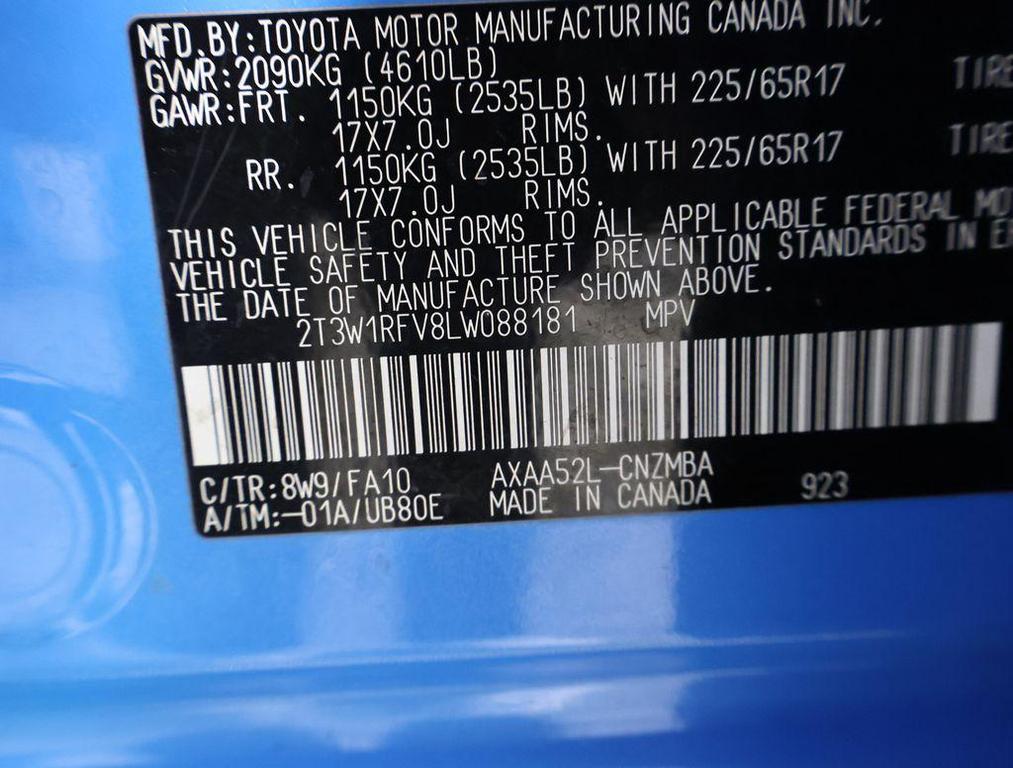 MFD.BY:TOYOTA MOTOR MANUFACTURING CANADA INC.
GVWR:2090KG (4610LB)
GAWR:FRT. 1150KG (2535LB) WITH 225/65R17 TIRE
17X7.0J RIMS.
RR. 1150KG (2535LB) WITH 225/65R17 TIRE
17X7.0J RIMS.
THIS VEHICLE CONFORMS TO ALL APPLICABLE FEDERAL MO
VEHICLE SAFETY AND THEFT PREVENTION STANDARDS IN E
THE DATE OF MANUFACTURE SHOWN ABOVE.
2T3W1RFV8LW088181 MPV
C/TR:8W9/FA10 AXAA52L-CNZMBA
A/TM:-01A/UB80E MADE IN CANADA 923